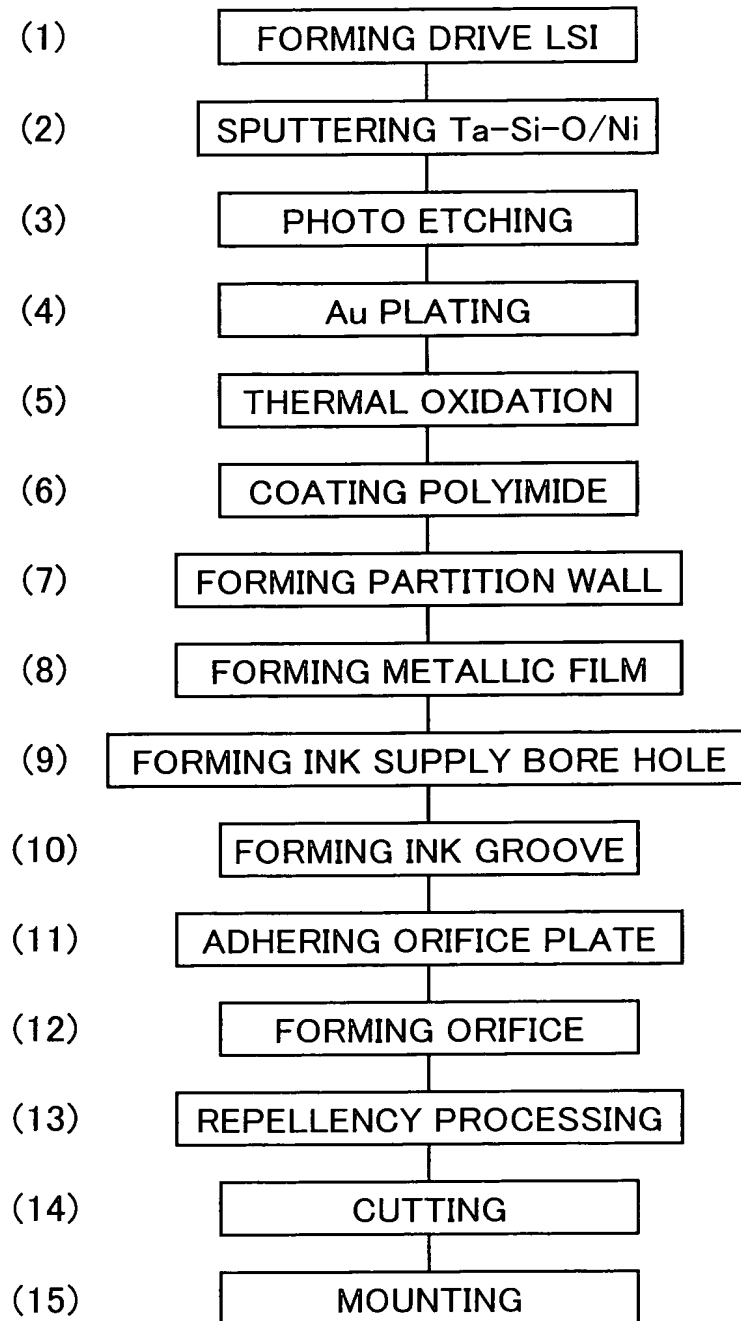 (1) FORMING DRIVE LSI
(2) SPUTTERING Ta-Si-O/Ni
(3) PHOTO ETCHING
(4) Au PLATING
(5) THERMAL OXIDATION
(6) COATING POLYIMIDE
(7) FORMING PARTITION WALL
(8) FORMING METALLIC FILM
(9) FORMING INK SUPPLY BORE HOLE
(10) FORMING INK GROOVE
(11) ADHERING ORIFICE PLATE
(12) FORMING ORIFICE
(13) REPELLENCY PROCESSING
(14) CUTTING
(15) MOUNTING